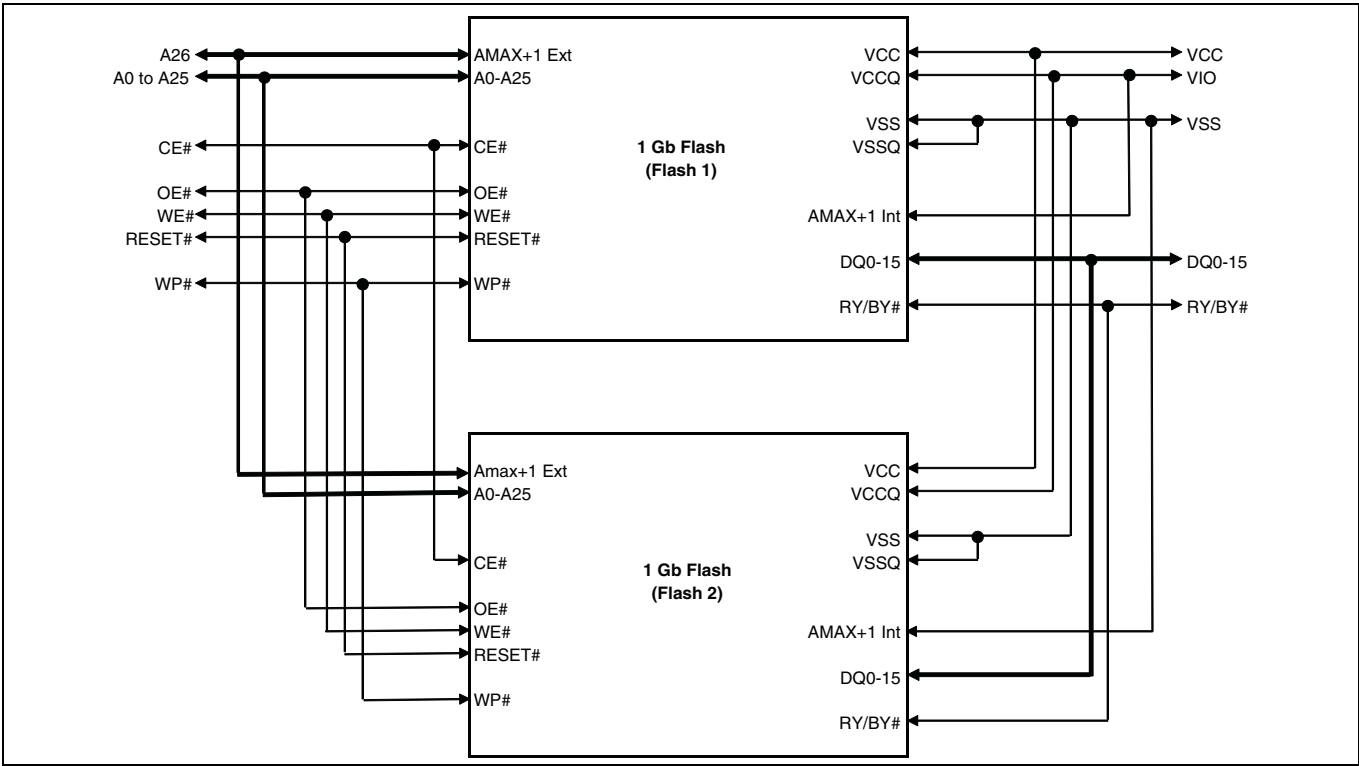 A26
A0 to A25
CE#
OE#
WE#
RESET#
WP#
AMAX+1 Ext
A0-A25
CE#
OE#
WE#
RESET#
WP#
1 Gb Flash
(Flash 1)
VCC
VCCQ
VSS
VSSQ
AMAX+1 Int
DQ0-15
RY/BY#
VCC
VIO
VSS
DQ0-15
RY/BY#
Amax+1 Ext
A0-A25
CE#
OE#
WE#
RESET#
WP#
1 Gb Flash
(Flash 2)
VCC
VCCQ
VSS
VSSQ
AMAX+1 Int
DQ0-15
RY/BY#